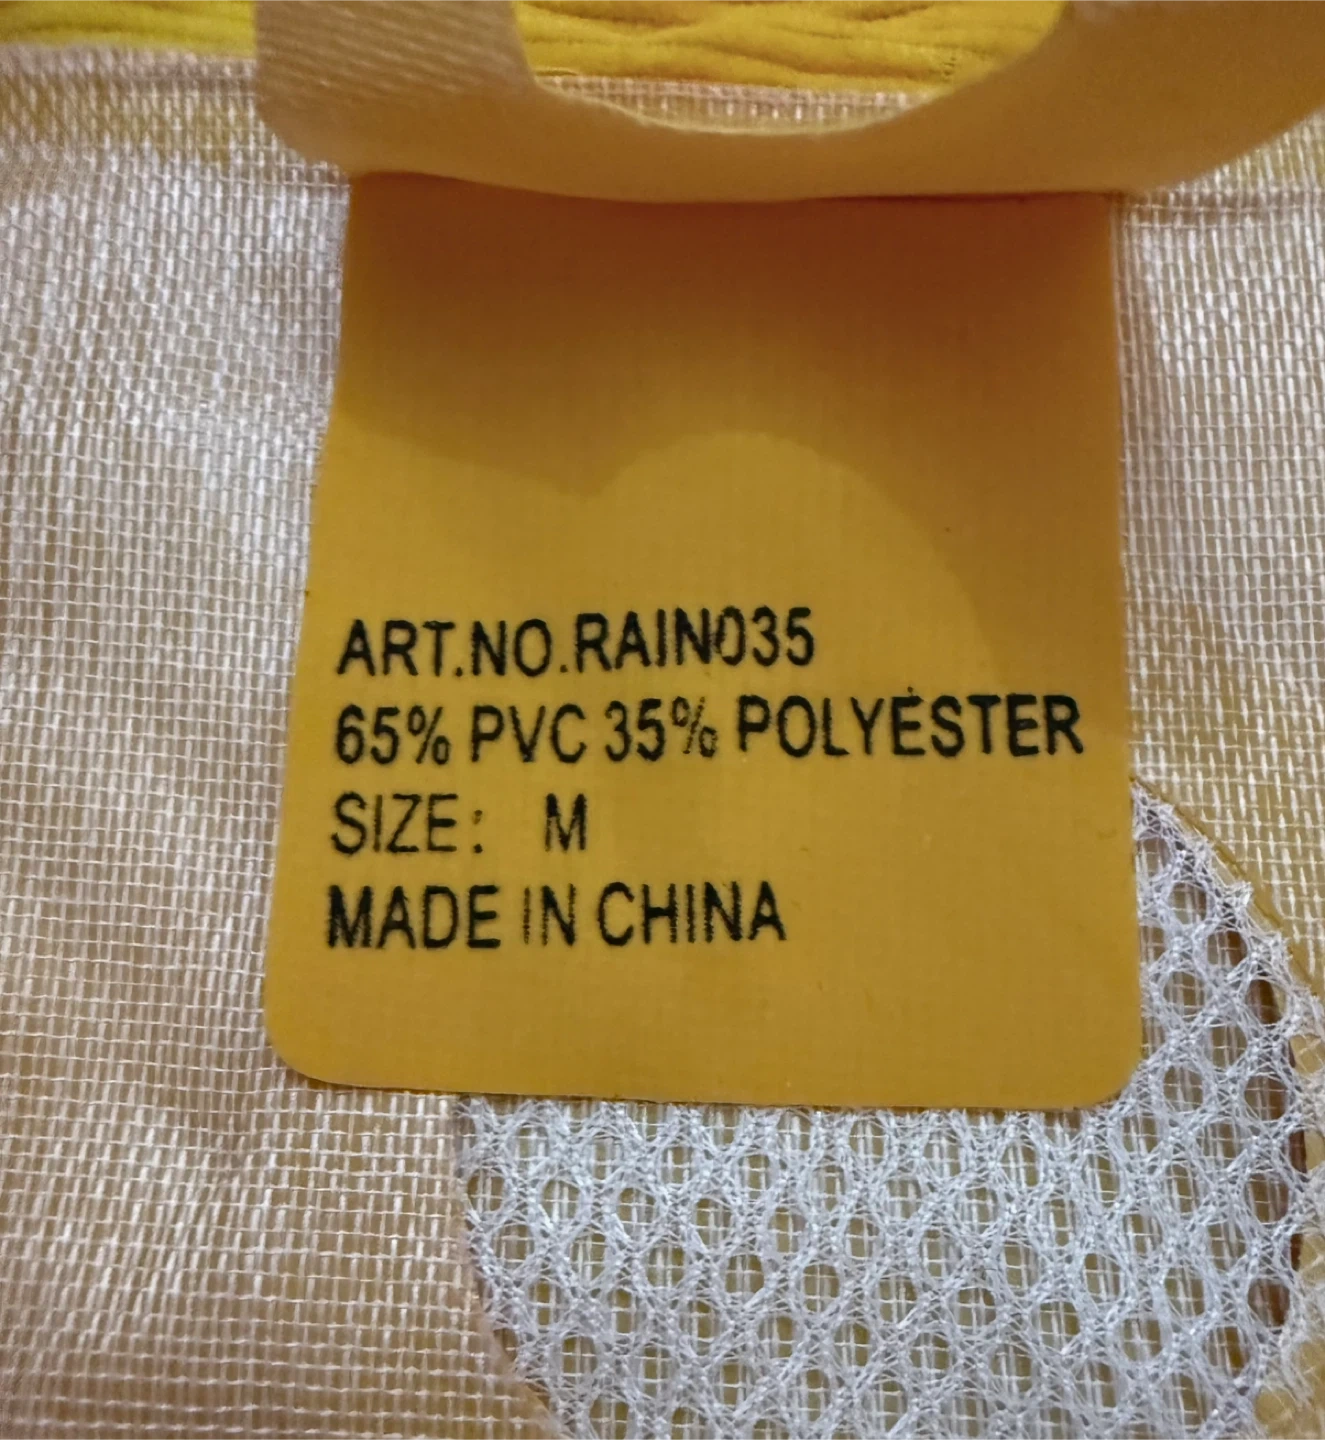 ART.NO.RAIN035
65% PVC 35% POLYESTER
SIZE: M
MADE IN CHINA